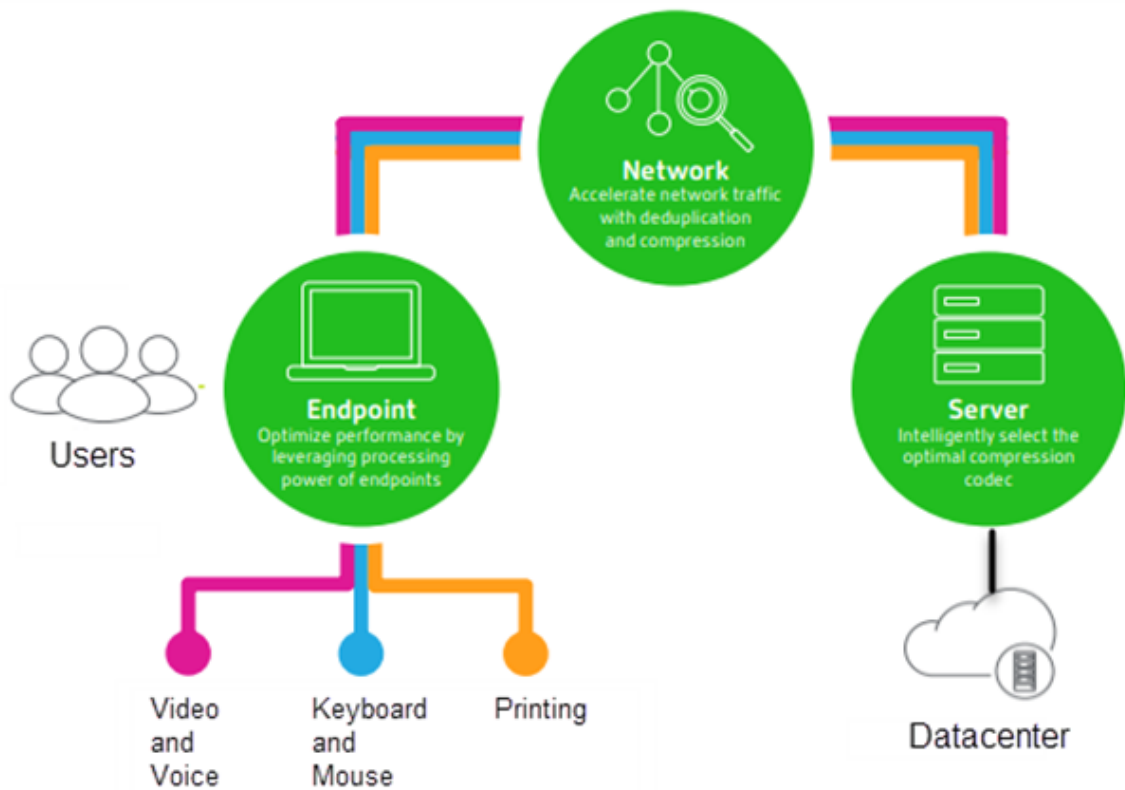 Network
Accelerate network traffic
with deduplication
and compression
Endpoint
Optimize performance by
leveraging processing
power of endpoints
Server
Intelligently select the
optimal compression
codec
Users
Video
and
Voice
Keyboard
and
Mouse
Printing
Datacenter